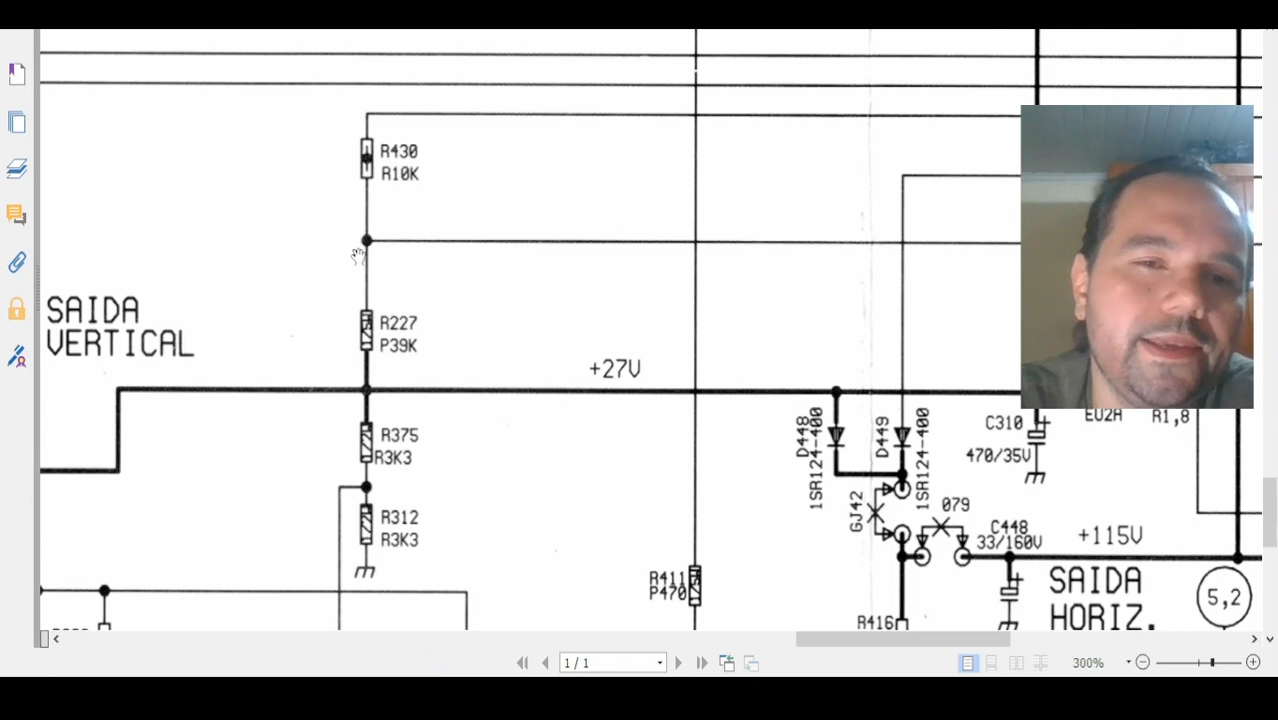 R430
R10K
SAIDA
VERTICAL
R227
P39K
+27V
R375
R3K3
R312
R3K3
D448
1SR124-400
D449
1SR124-400
GJ42
079
C310
470/35V
EU2A R1,8
C448
33/160V
+115V
SAIDA
HORIZ.
5,2
R411
P470
R416
1 / 1
300%